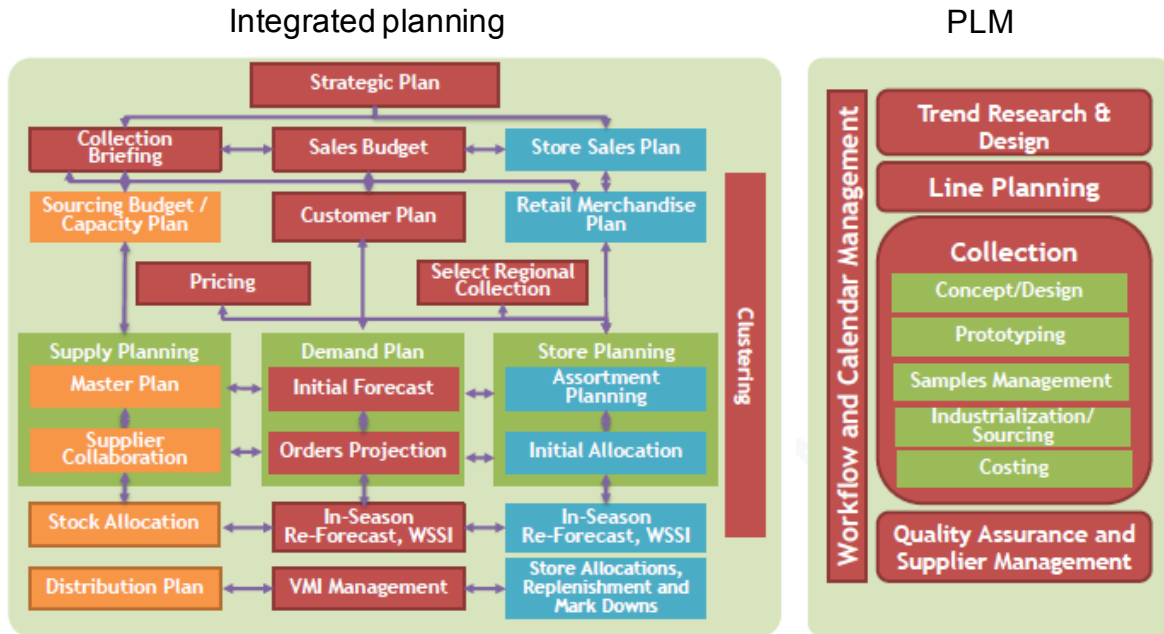 Integrated planning
PLM
Strategic Plan
Collection
Briefing
Sales Budget
Store Sales Plan
Sourcing Budget /
Capacity Plan
Customer Plan
Retail Merchandise
Plan
Pricing
Select Regional
Collection
Clustering
Supply Planning
Demand Plan
Store Planning
Master Plan
Initial Forecast
Assortment
Planning
Supplier
Collaboration
Orders Projection
Initial Allocation
Stock Allocation
In-Season
Re-Forecast, WSSI
In-Season
Re-Forecast, WSSI
Distribution Plan
VMI Management
Store Allocations,
Replenishment and
Mark Downs
Workflow and Calendar Management
Trend Research &
Design
Line Planning
Collection
Concept/Design
Prototyping
Samples Management
Industrialization/
Sourcing
Costing
Quality Assurance and
Supplier Management